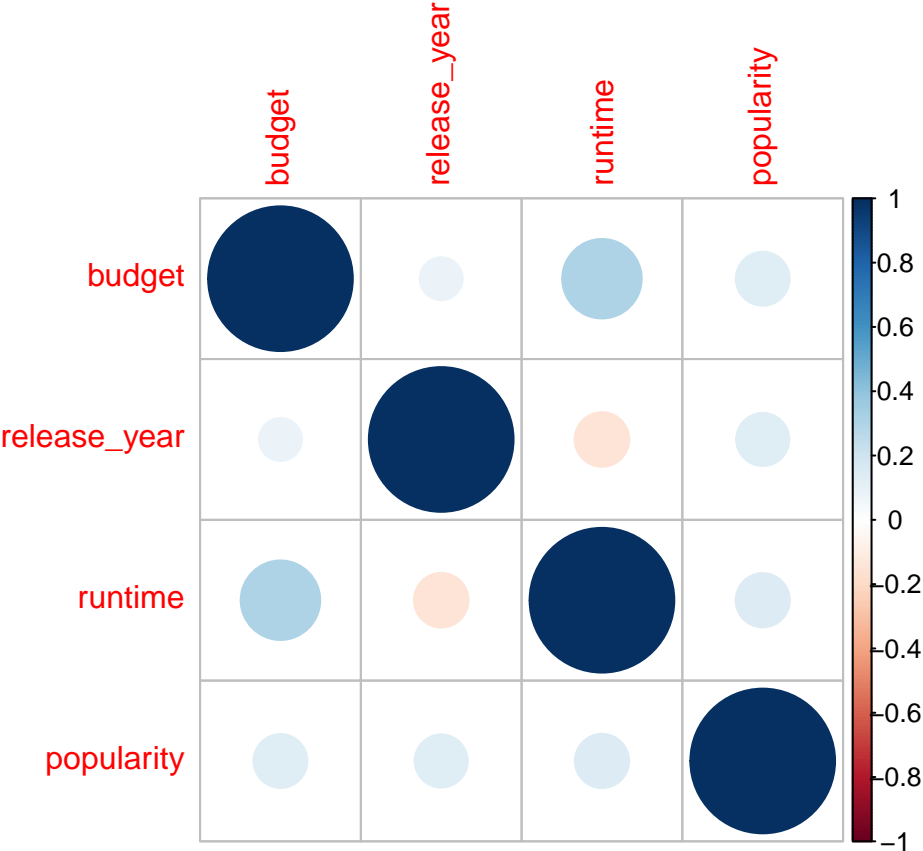 budget
release_year
runtime
popularity
budget
release_year
runtime
popularity
1
0.8
0.6
0.4
0.2
0
−0.2
−0.4
−0.6
−0.8
−1